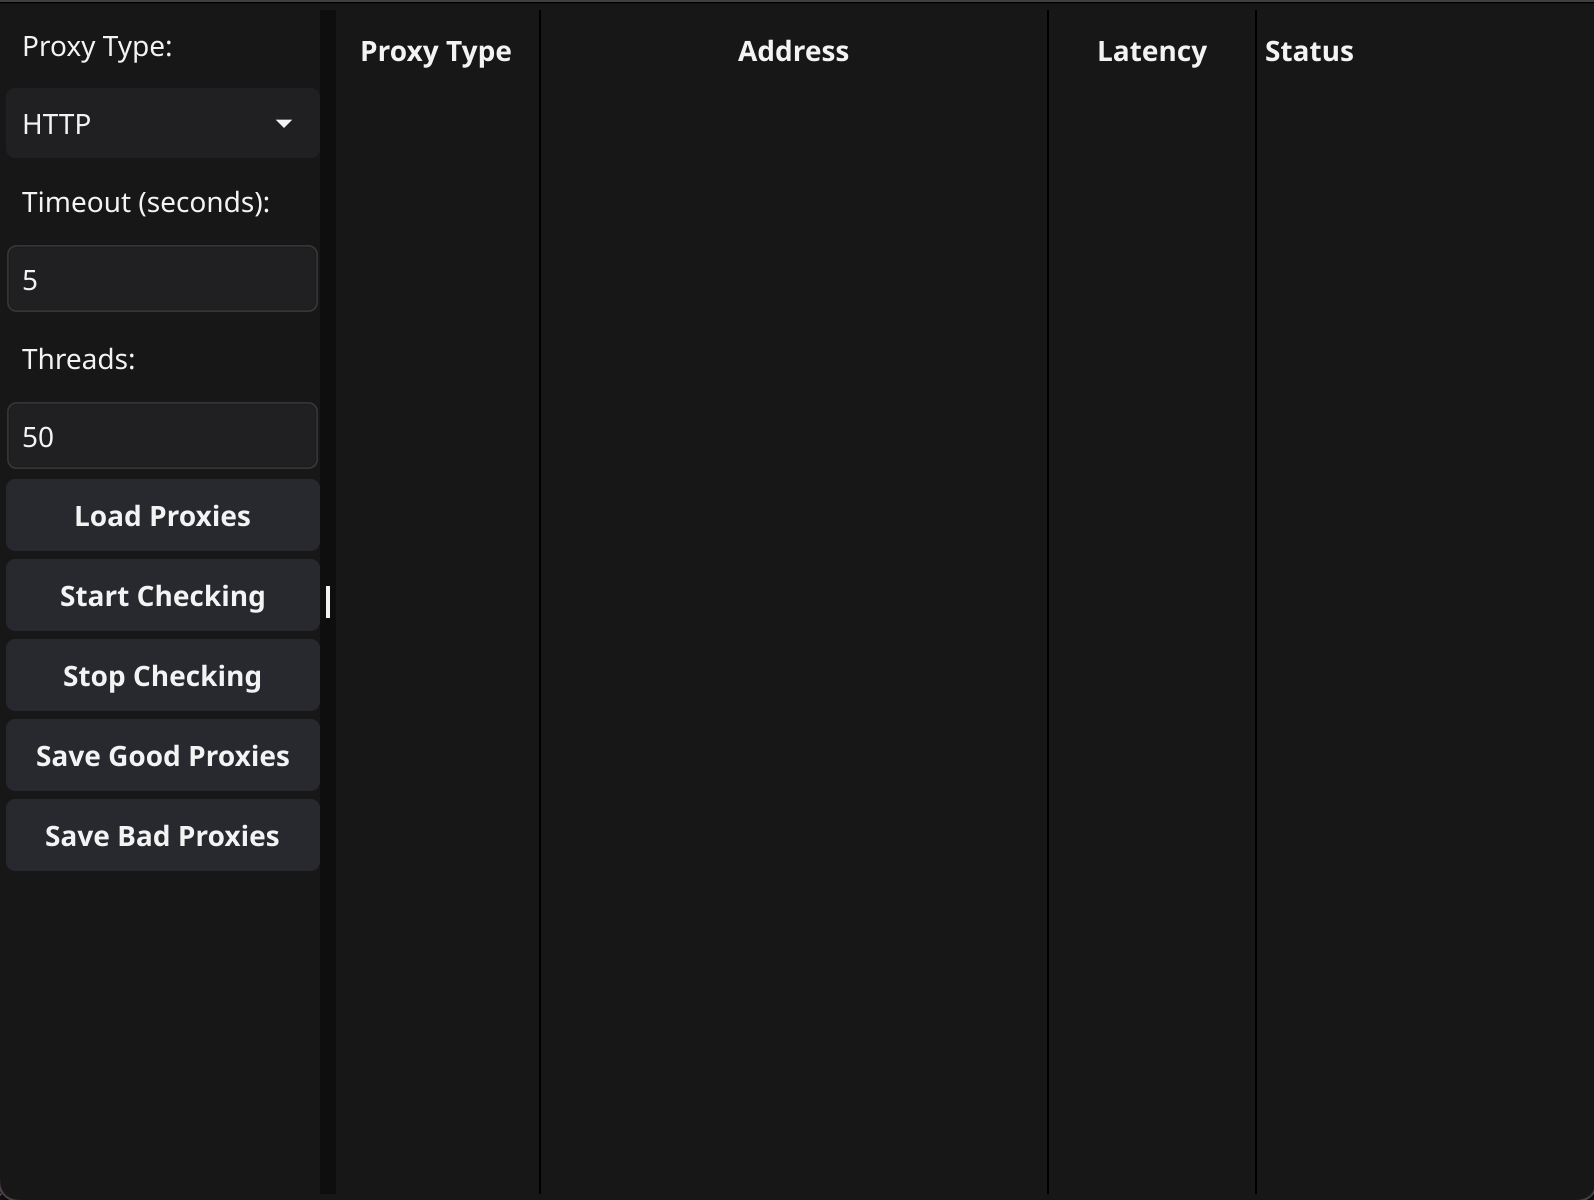 Proxy Type:
HTTP
Timeout (seconds):
5
Threads:
50
Load Proxies
Start Checking
Stop Checking
Save Good Proxies
Save Bad Proxies
Proxy Type Address Latency Status